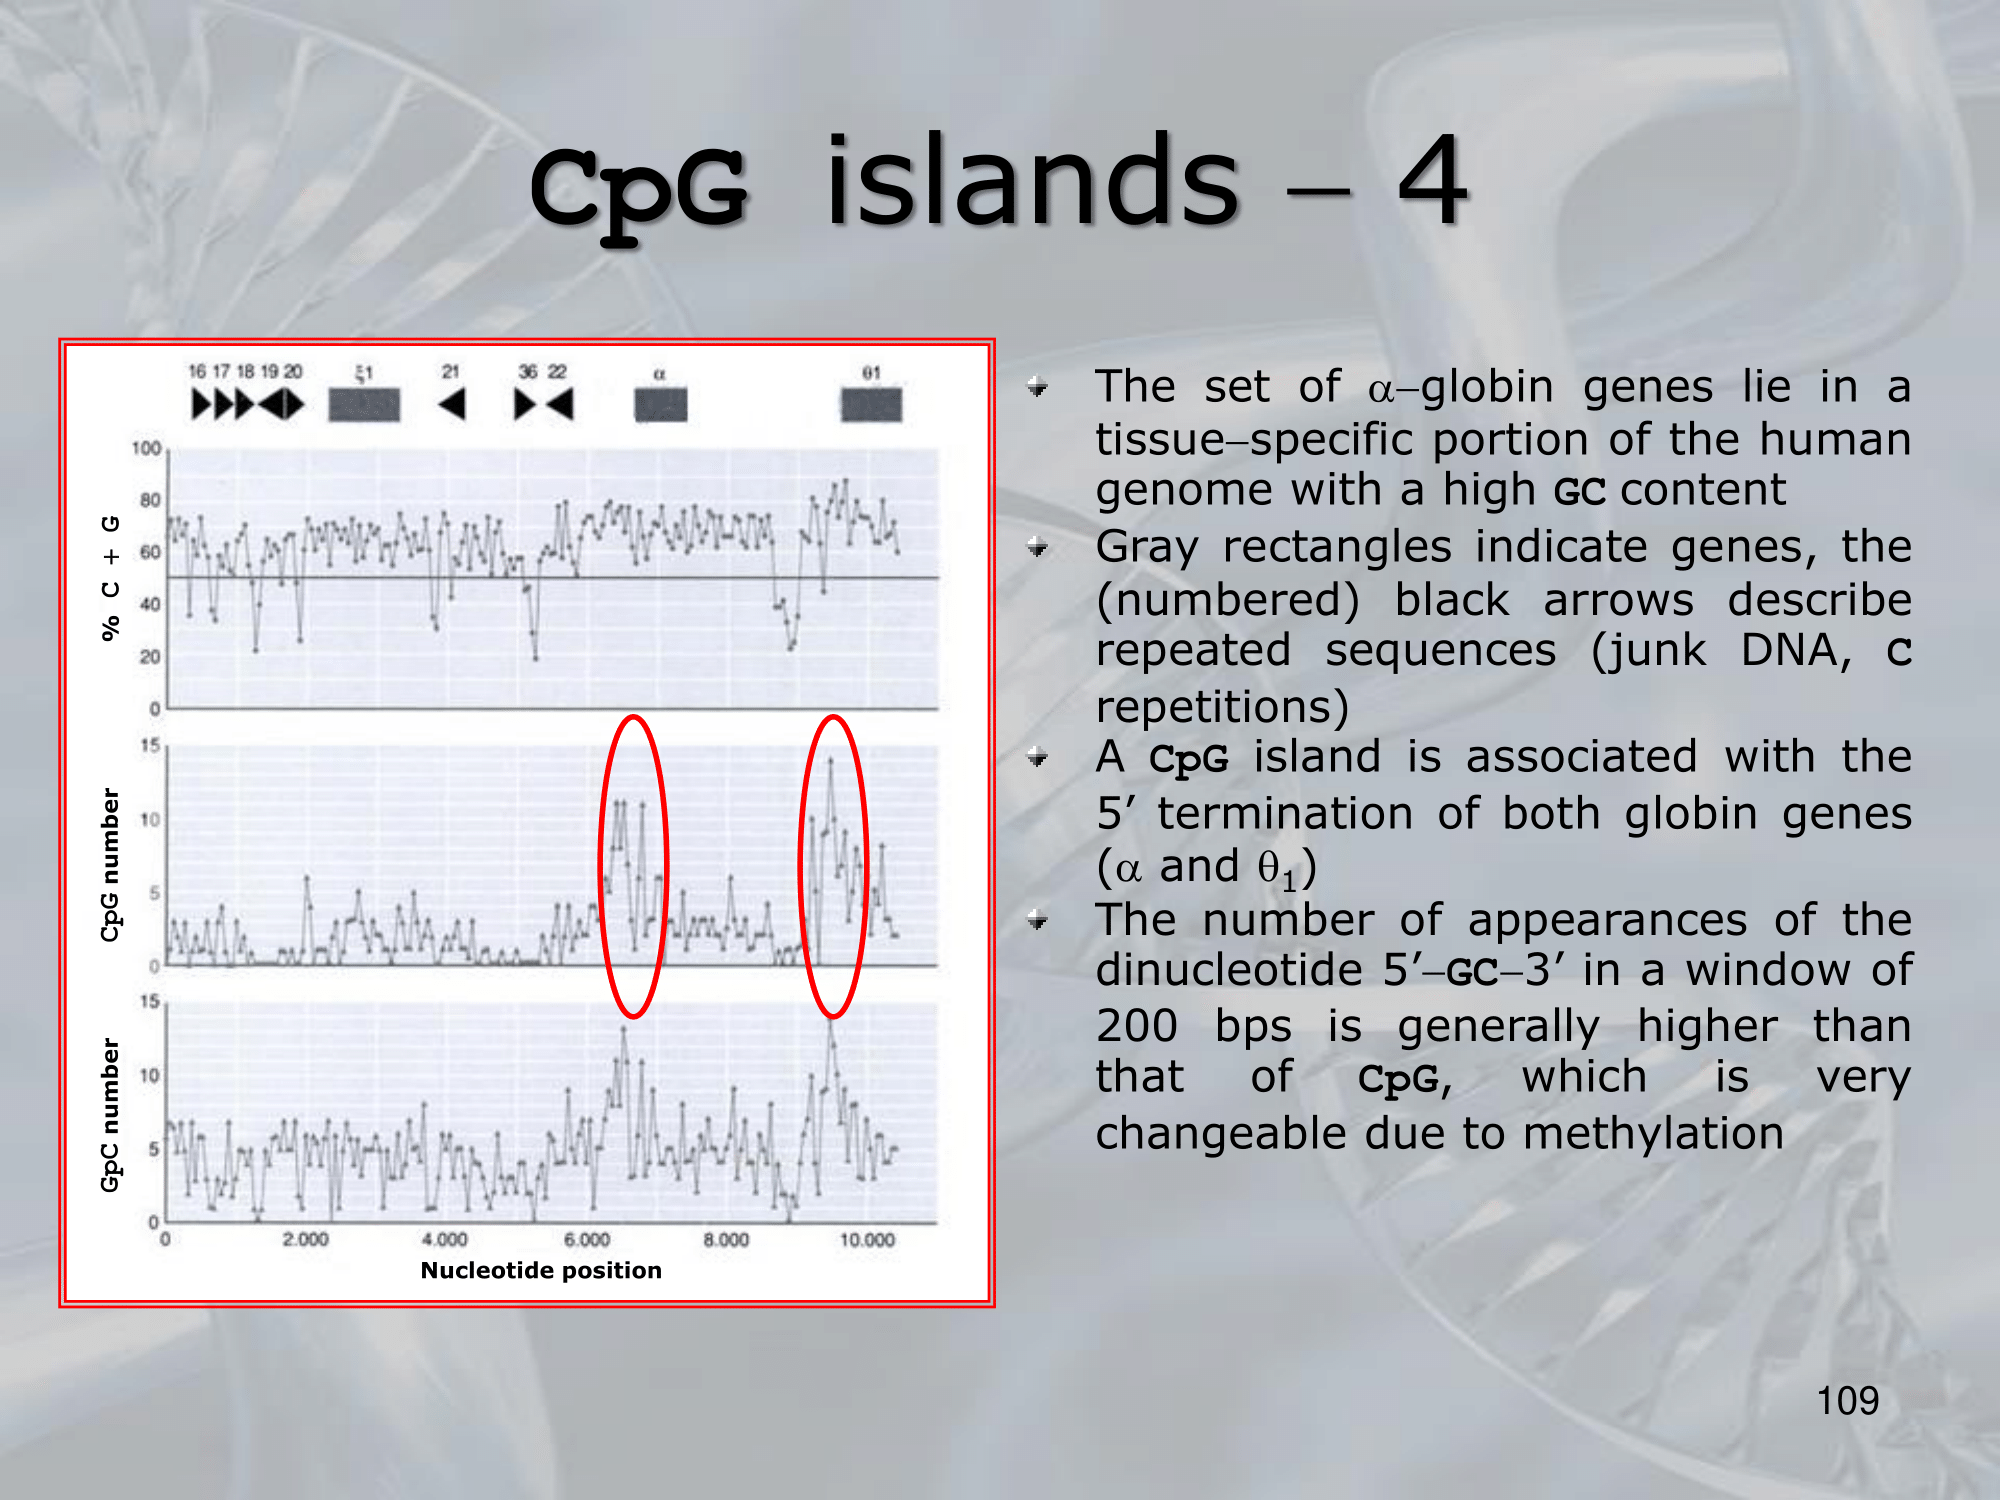 CpG islands – 4
16 17 18 19 20 ξ1 21 36 22 α θ1
100
80
60
40
20
0
% C + G
15
10
5
0
CpG number
15
10
5
0
GpC number
0 2.000 4.000 6.000 8.000 10.000
Nucleotide position
The set of α–globin genes lie in a
tissue–specific portion of the human
genome with a high GC content
Gray rectangles indicate genes, the
(numbered) black arrows describe
repeated sequences (junk DNA, C
repetitions)
A CpG island is associated with the
5’ termination of both globin genes
(α and θ1)
The number of appearances of the
dinucleotide 5’–GC–3’ in a window of
200 bps is generally higher than
that of CpG, which is very
changeable due to methylation
109